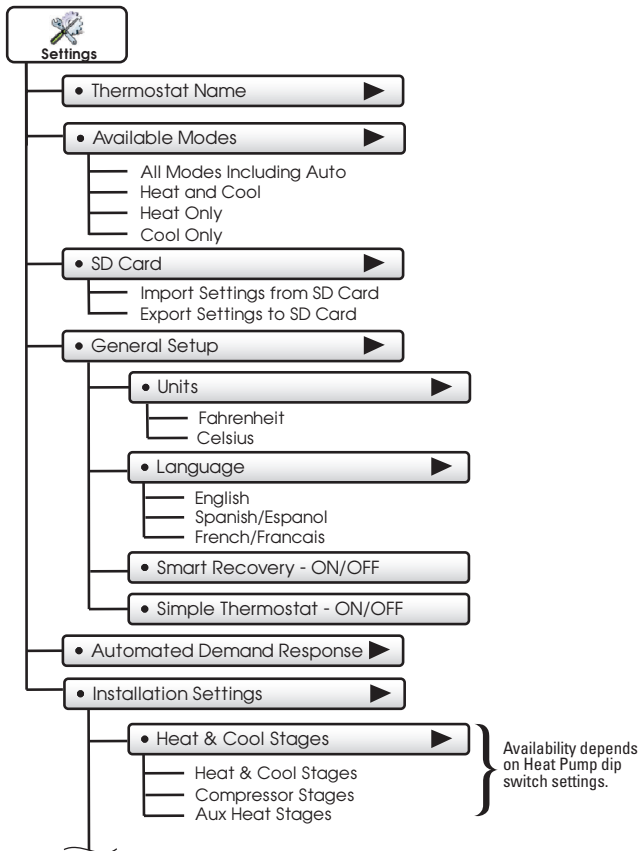 Settings
• Thermostat Name
• Available Modes
All Modes Including Auto
Heat and Cool
Heat Only
Cool Only
• SD Card
Import Settings from SD Card
Export Settings to SD Card
• General Setup
• Units
Fahrenheit
Celsius
• Language
English
Spanish/Espanol
French/Francais
• Smart Recovery - ON/OFF
• Simple Thermostat - ON/OFF
• Automated Demand Response
• Installation Settings
• Heat & Cool Stages
Heat & Cool Stages
Compressor Stages
Aux Heat Stages
Availability depends
on Heat Pump dip
switch settings.